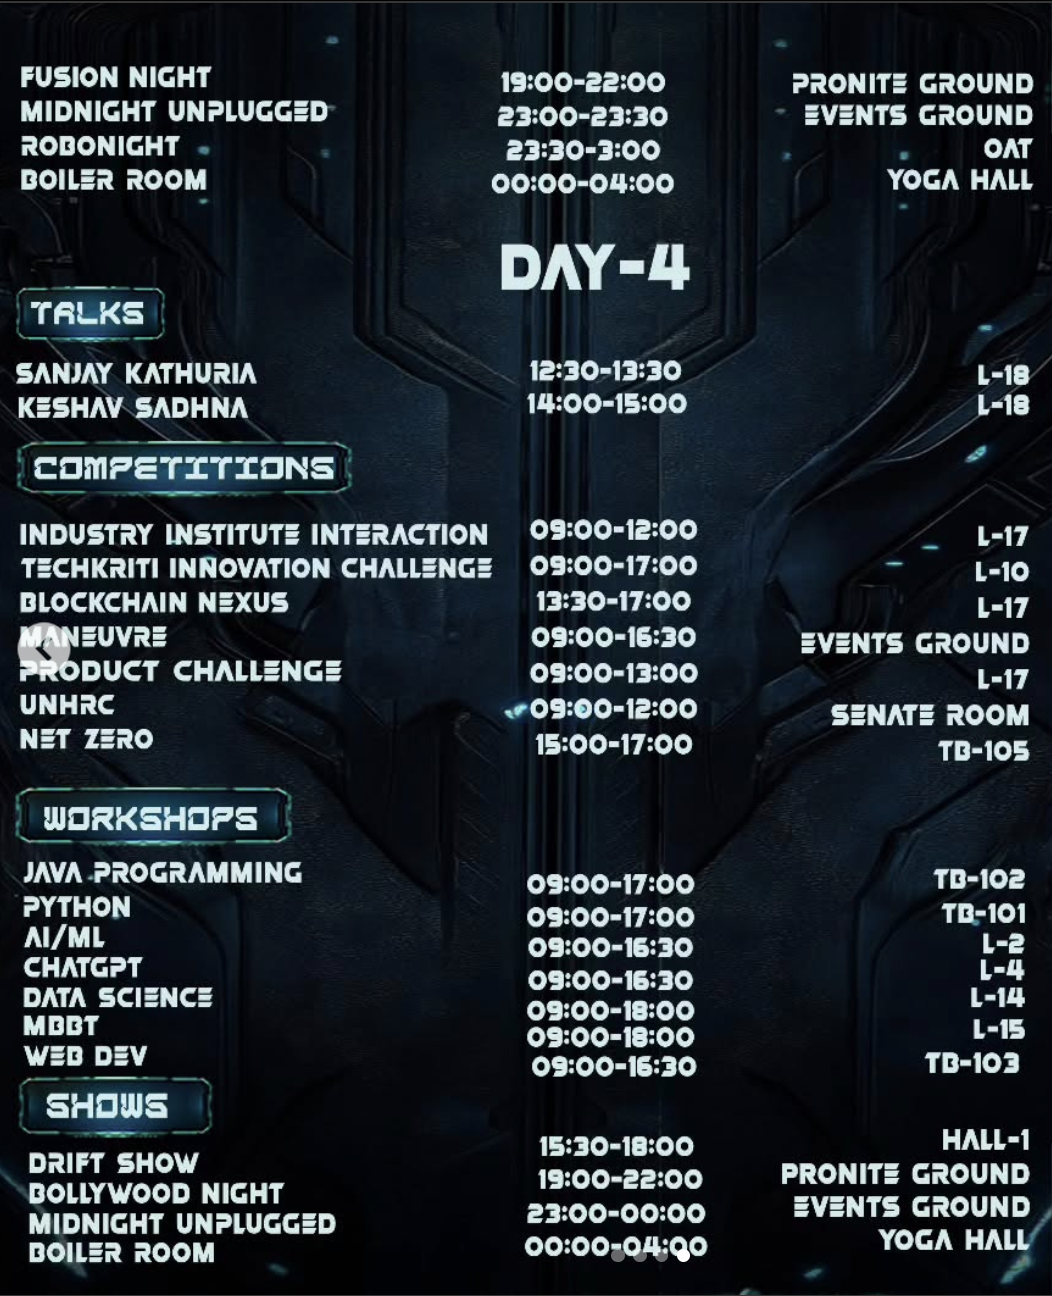 FUSION NIGHT 19:00-22:00 PRONITE GROUND
MIDNIGHT UNPLUGGED 23:00-23:30 EVENTS GROUND
ROBONIGHT 23:30-3:00 OAT
BOILER ROOM 00:00-04:00 YOGA HALL
DAY-4
TALKS
SANJAY KATHURIA 12:30-13:30 L-18
KESHAV SADHNA 14:00-15:00 L-18
COMPETITIONS
INDUSTRY INSTITUTE INTERACTION 09:00-12:00 L-17
TECHKRITI INNOVATION CHALLENGE 09:00-17:00 L-10
BLOCKCHAIN NEXUS 13:30-17:00 L-17
MANEUVRE 09:00-16:30 EVENTS GROUND
PRODUCT CHALLENGE 09:00-13:00 L-17
UNHRC 09:00-12:00 SENATE ROOM
NET ZERO 15:00-17:00 TB-105
WORKSHOPS
JAVA PROGRAMMING 09:00-17:00 TB-102
PYTHON 09:00-17:00 TB-101
AI/ML 09:00-16:30 L-2
CHATGPT 09:00-16:30 L-4
DATA SCIENCE 09:00-18:00 L-14
MBBT 09:00-18:00 L-15
WEB DEV 09:00-16:30 TB-103
SHOWS
DRIFT SHOW 15:30-18:00 HALL-1
BOLLYWOOD NIGHT 19:00-22:00 PRONITE GROUND
MIDNIGHT UNPLUGGED 23:00-00:00 EVENTS GROUND
BOILER ROOM 00:00-04:00 YOGA HALL